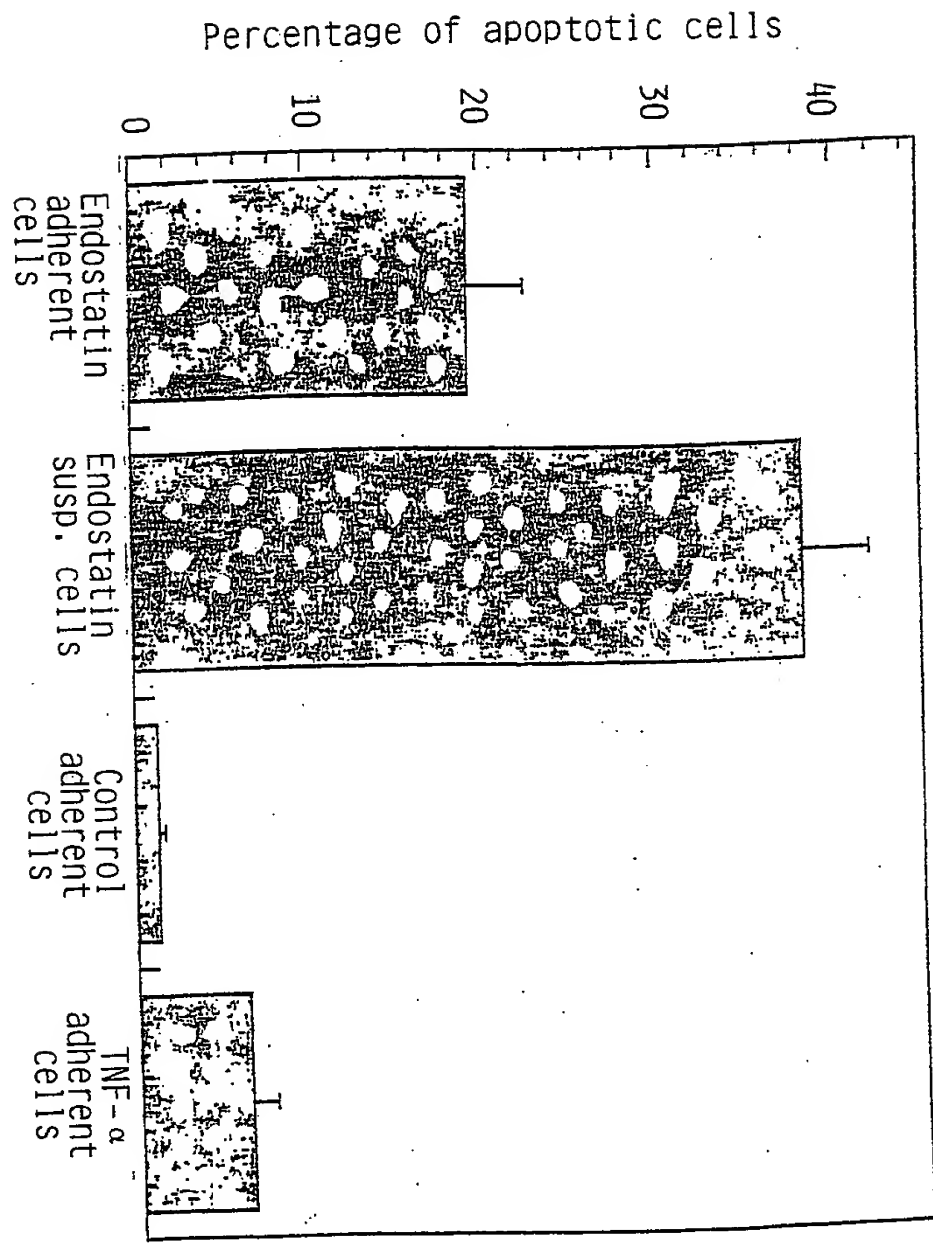 Percentage of apoptotic cells
0
10
20
30
40
Endostatin
adherent
cells
Endostatin
susp. cells
Control
adherent
cells
TNF-α
adherent
cells